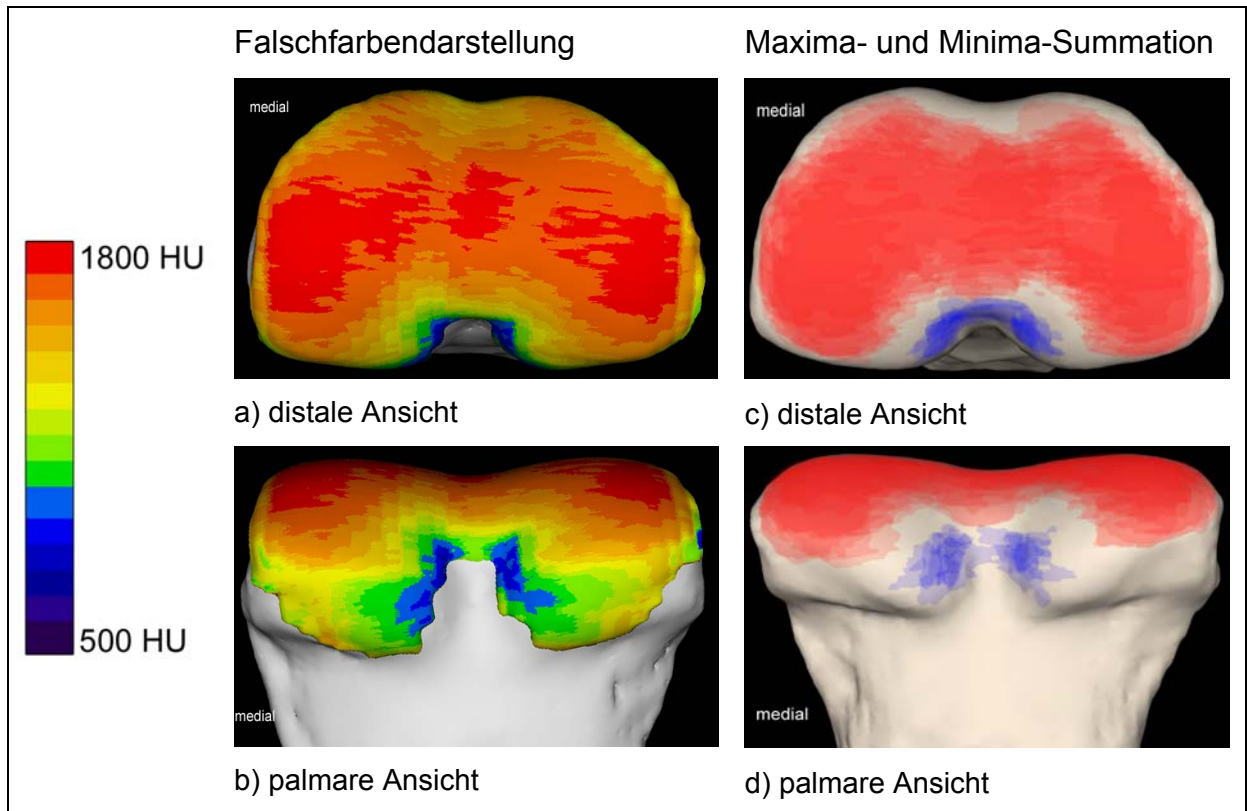 Falschfarbendarstellung
Maxima- und Minima-Summation
medial
medial
1800 HU
500 HU
a) distale Ansicht
c) distale Ansicht
medial
medial
b) palmare Ansicht
d) palmare Ansicht